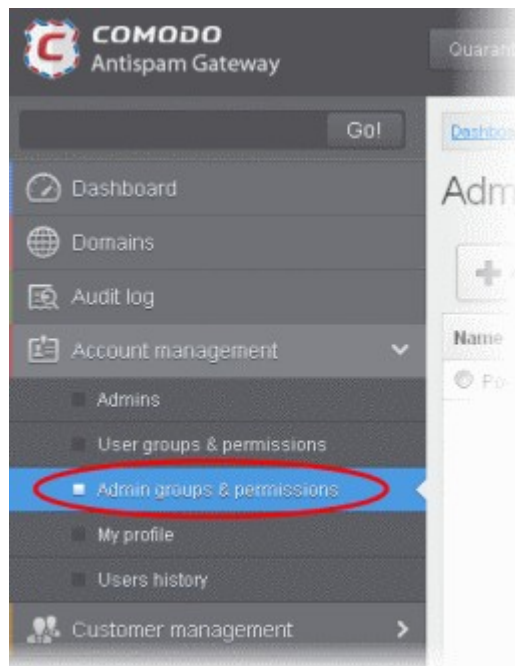 COMODO
Antispam Gateway
Go!
Dashboard
Domains
Audit log
Account management
Admins
User groups & permissions
Admin groups & permissions
My profile
Users history
Customer management
Name